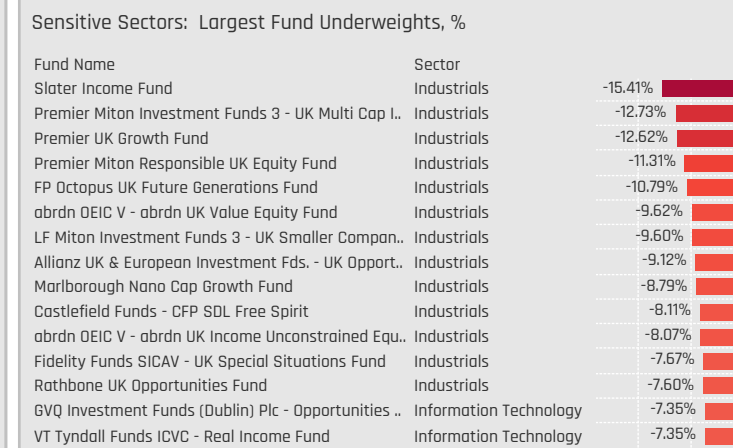 Sensitive Sectors: Largest Fund Underweights, %
Fund Name Sector
Slater Income Fund Industrials -15.41%
Premier Miton Investment Funds 3 - UK Multi Cap I.. Industrials -12.73%
Premier UK Growth Fund Industrials -12.62%
Premier Miton Responsible UK Equity Fund Industrials -11.31%
FP Octopus UK Future Generations Fund Industrials -10.79%
abrdn OEIC V - abrdn UK Value Equity Fund Industrials -9.62%
LF Miton Investment Funds 3 - UK Smaller Compan.. Industrials -9.60%
Allianz UK & European Investment Fds. - UK Opport.. Industrials -9.12%
Marlborough Nano Cap Growth Fund Industrials -8.79%
Castlefield Funds - CFP SDL Free Spirit Industrials -8.11%
abrdn OEIC V - abrdn UK Income Unconstrained Equ.. Industrials -8.07%
Fidelity Funds SICAV - UK Special Situations Fund Industrials -7.67%
Rathbone UK Opportunities Fund Industrials -7.60%
GVQ Investment Funds (Dublin) Plc - Opportunities .. Information Technology -7.35%
VT Tyndall Funds ICVC - Real Income Fund Information Technology -7.35%